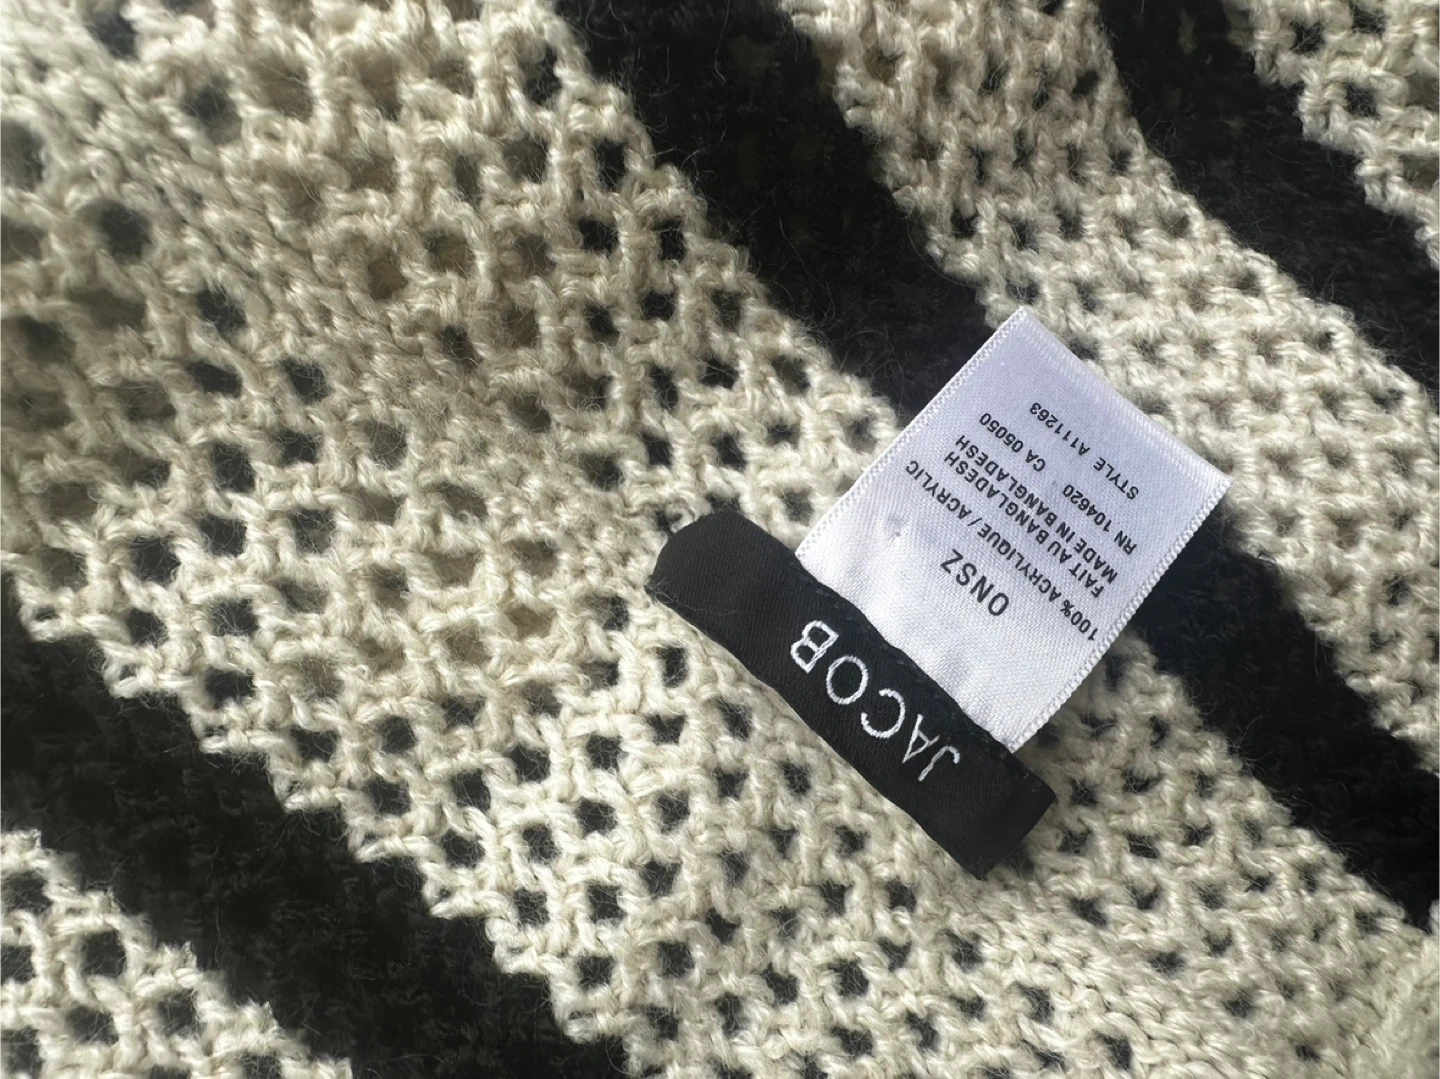 JACOB
ONSZ
100% ACRYLIQUE / ACRYLIC
FAIT AU BANGLADESH
MADE IN BANGLADESH
RN 104620 CA 05050
STYLE A111263